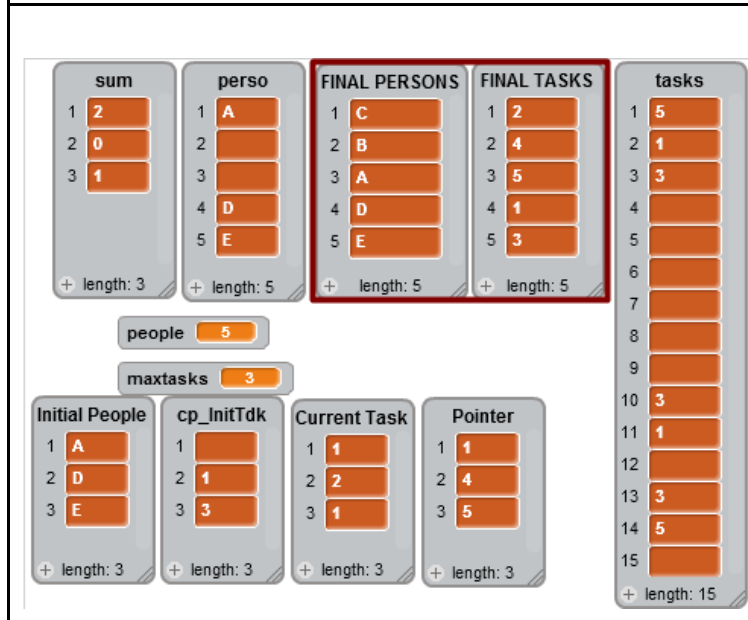 sum
1 2
2 0
3 1
+ length: 3
perso
1 A
2
3
4 D
5 E
+ length: 5
FINAL PERSONS
1 C
2 B
3 A
4 D
5 E
+ length: 5
FINAL TASKS
1 2
2 4
3 5
4 1
5 3
+ length: 5
tasks
1 5
2 1
3 3
4
5
6
7
8
9
10 3
11 1
12
13 3
14 5
15
+ length: 15
people 5
maxtasks 3
Initial People
1 A
2 D
3 E
+ length: 3
cp_InitTdk
1
2 1
3 3
+ length: 3
Current Task
1 1
2 2
3 1
+ length: 3
Pointer
1 1
2 4
3 5
+ length: 3